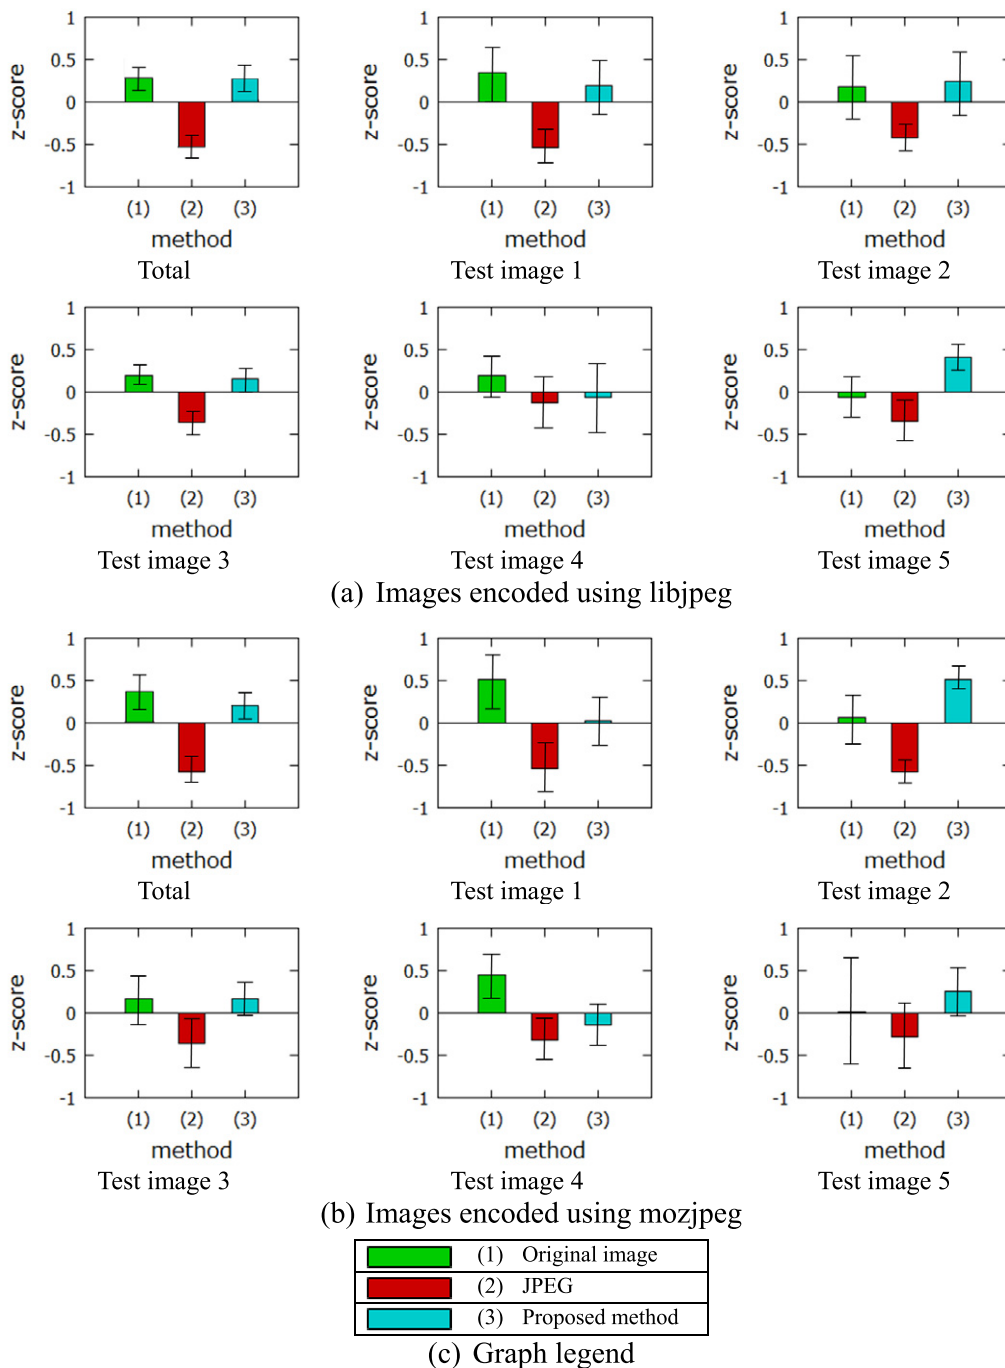 1
0.5
0
-0.5
-1
z-score
(1) (2) (3)
method
Total
1
0.5
0
-0.5
-1
z-score
(1) (2) (3)
method
Test image 1
1
0.5
0
-0.5
-1
z-score
(1) (2) (3)
method
Test image 2
1
0.5
0
-0.5
-1
z-score
(1) (2) (3)
method
Test image 3
1
0.5
0
-0.5
-1
z-score
(1) (2) (3)
method
Test image 4
1
0.5
0
-0.5
-1
z-score
(1) (2) (3)
method
Test image 5
(a) Images encoded using libjpeg
1
0.5
0
-0.5
-1
z-score
(1) (2) (3)
method
Total
1
0.5
0
-0.5
-1
z-score
(1) (2) (3)
method
Test image 1
1
0.5
0
-0.5
-1
z-score
(1) (2) (3)
method
Test image 2
1
0.5
0
-0.5
-1
z-score
(1) (2) (3)
method
Test image 3
1
0.5
0
-0.5
-1
z-score
(1) (2) (3)
method
Test image 4
1
0.5
0
-0.5
-1
z-score
(1) (2) (3)
method
Test image 5
(b) Images encoded using mozjpeg
(1) Original image
(2) JPEG
(3) Proposed method
(c) Graph legend